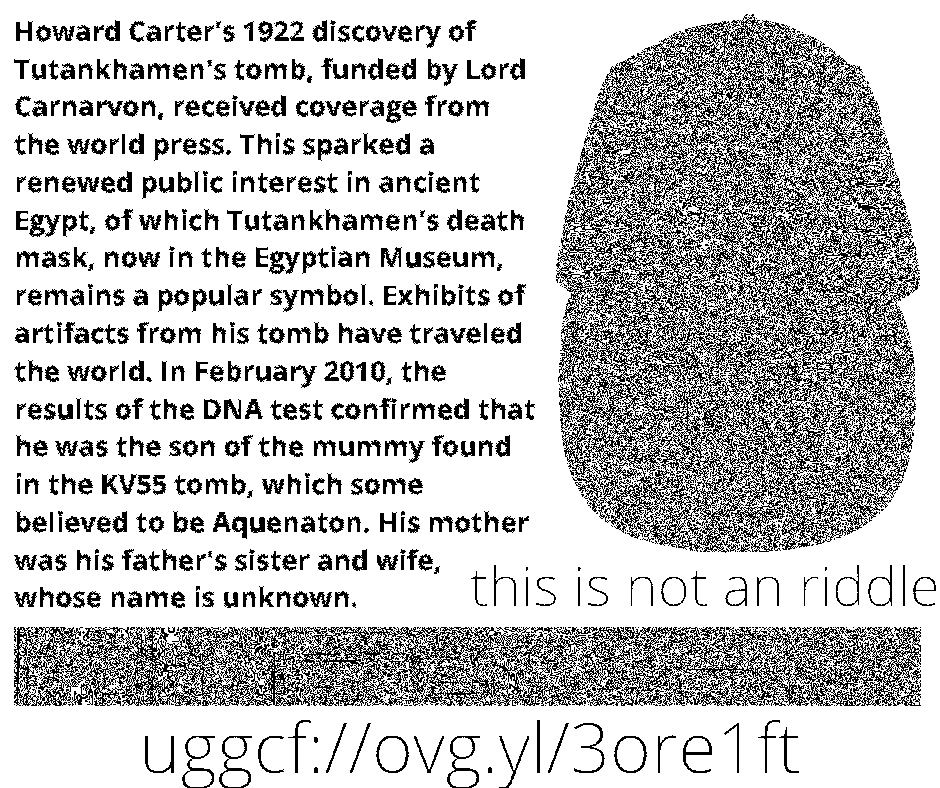 Howard Carter's 1922 discovery of
Tutankhamen's tomb, funded by Lord
Carnarvon, received coverage from
the world press. This sparked a
renewed public interest in ancient
Egypt, of which Tutankhamen's death
mask, now in the Egyptian Museum,
remains a popular symbol. Exhibits of
artifacts from his tomb have traveled
the world. In February 2010, the
results of the DNA test confirmed that
he was the son of the mummy found
in the KV55 tomb, which some
believed to be Aquenaton. His mother
was his father's sister and wife,
whose name is unknown.
this is not an riddle
uggcf://ovg.yl/3ore1ft